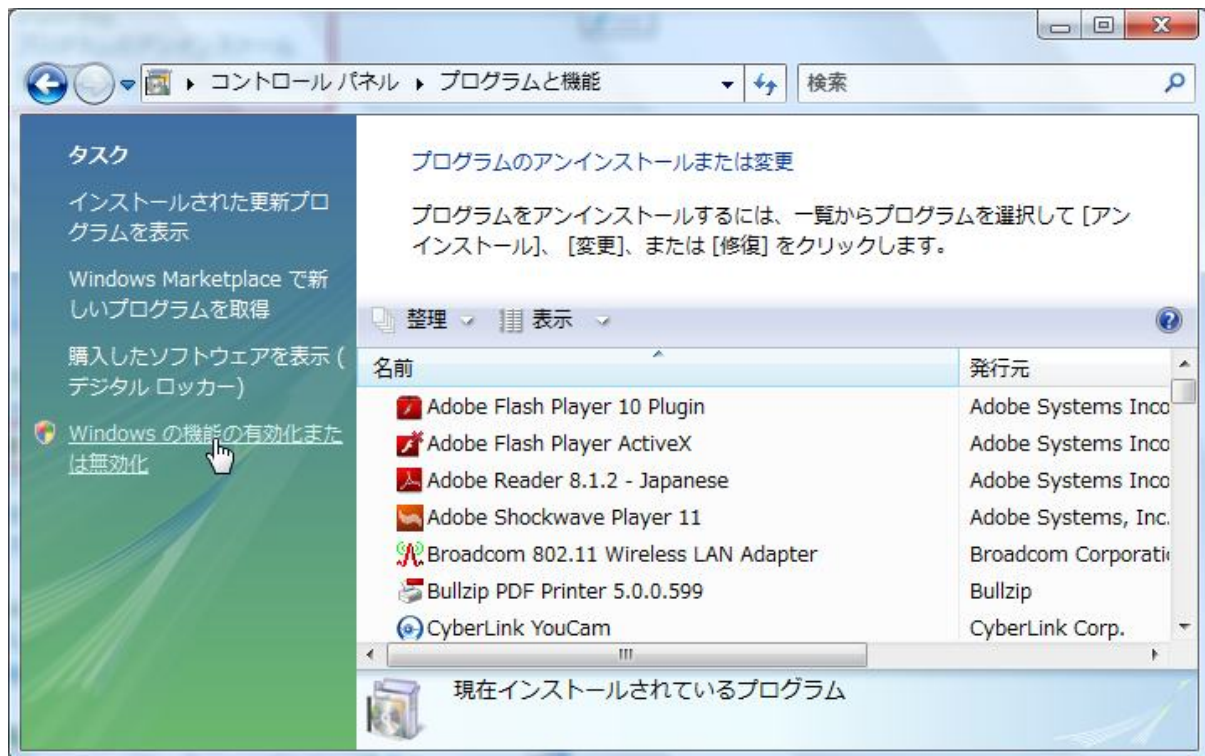 コントロール パネル ▸ プログラムと機能
検索
タスク
インストールされた更新プロ
グラムを表示
Windows Marketplace で新
しいプログラムを取得
購入したソフトウェアを表示 (
デジタル ロッカー)
Windows の機能の有効化また
は無効化
プログラムのアンインストールまたは変更
プログラムをアンインストールするには、一覧からプログラムを選択して [アン
インストール]、[変更]、または [修復] をクリックします。
整理 表示
名前 発行元
Adobe Flash Player 10 Plugin Adobe Systems Inco
Adobe Flash Player ActiveX Adobe Systems Inco
Adobe Reader 8.1.2 - Japanese Adobe Systems Inco
Adobe Shockwave Player 11 Adobe Systems, Inc.
Broadcom 802.11 Wireless LAN Adapter Broadcom Corporati
Bullzip PDF Printer 5.0.0.599 Bullzip
CyberLink YouCam CyberLink Corp.
現在インストールされているプログラム